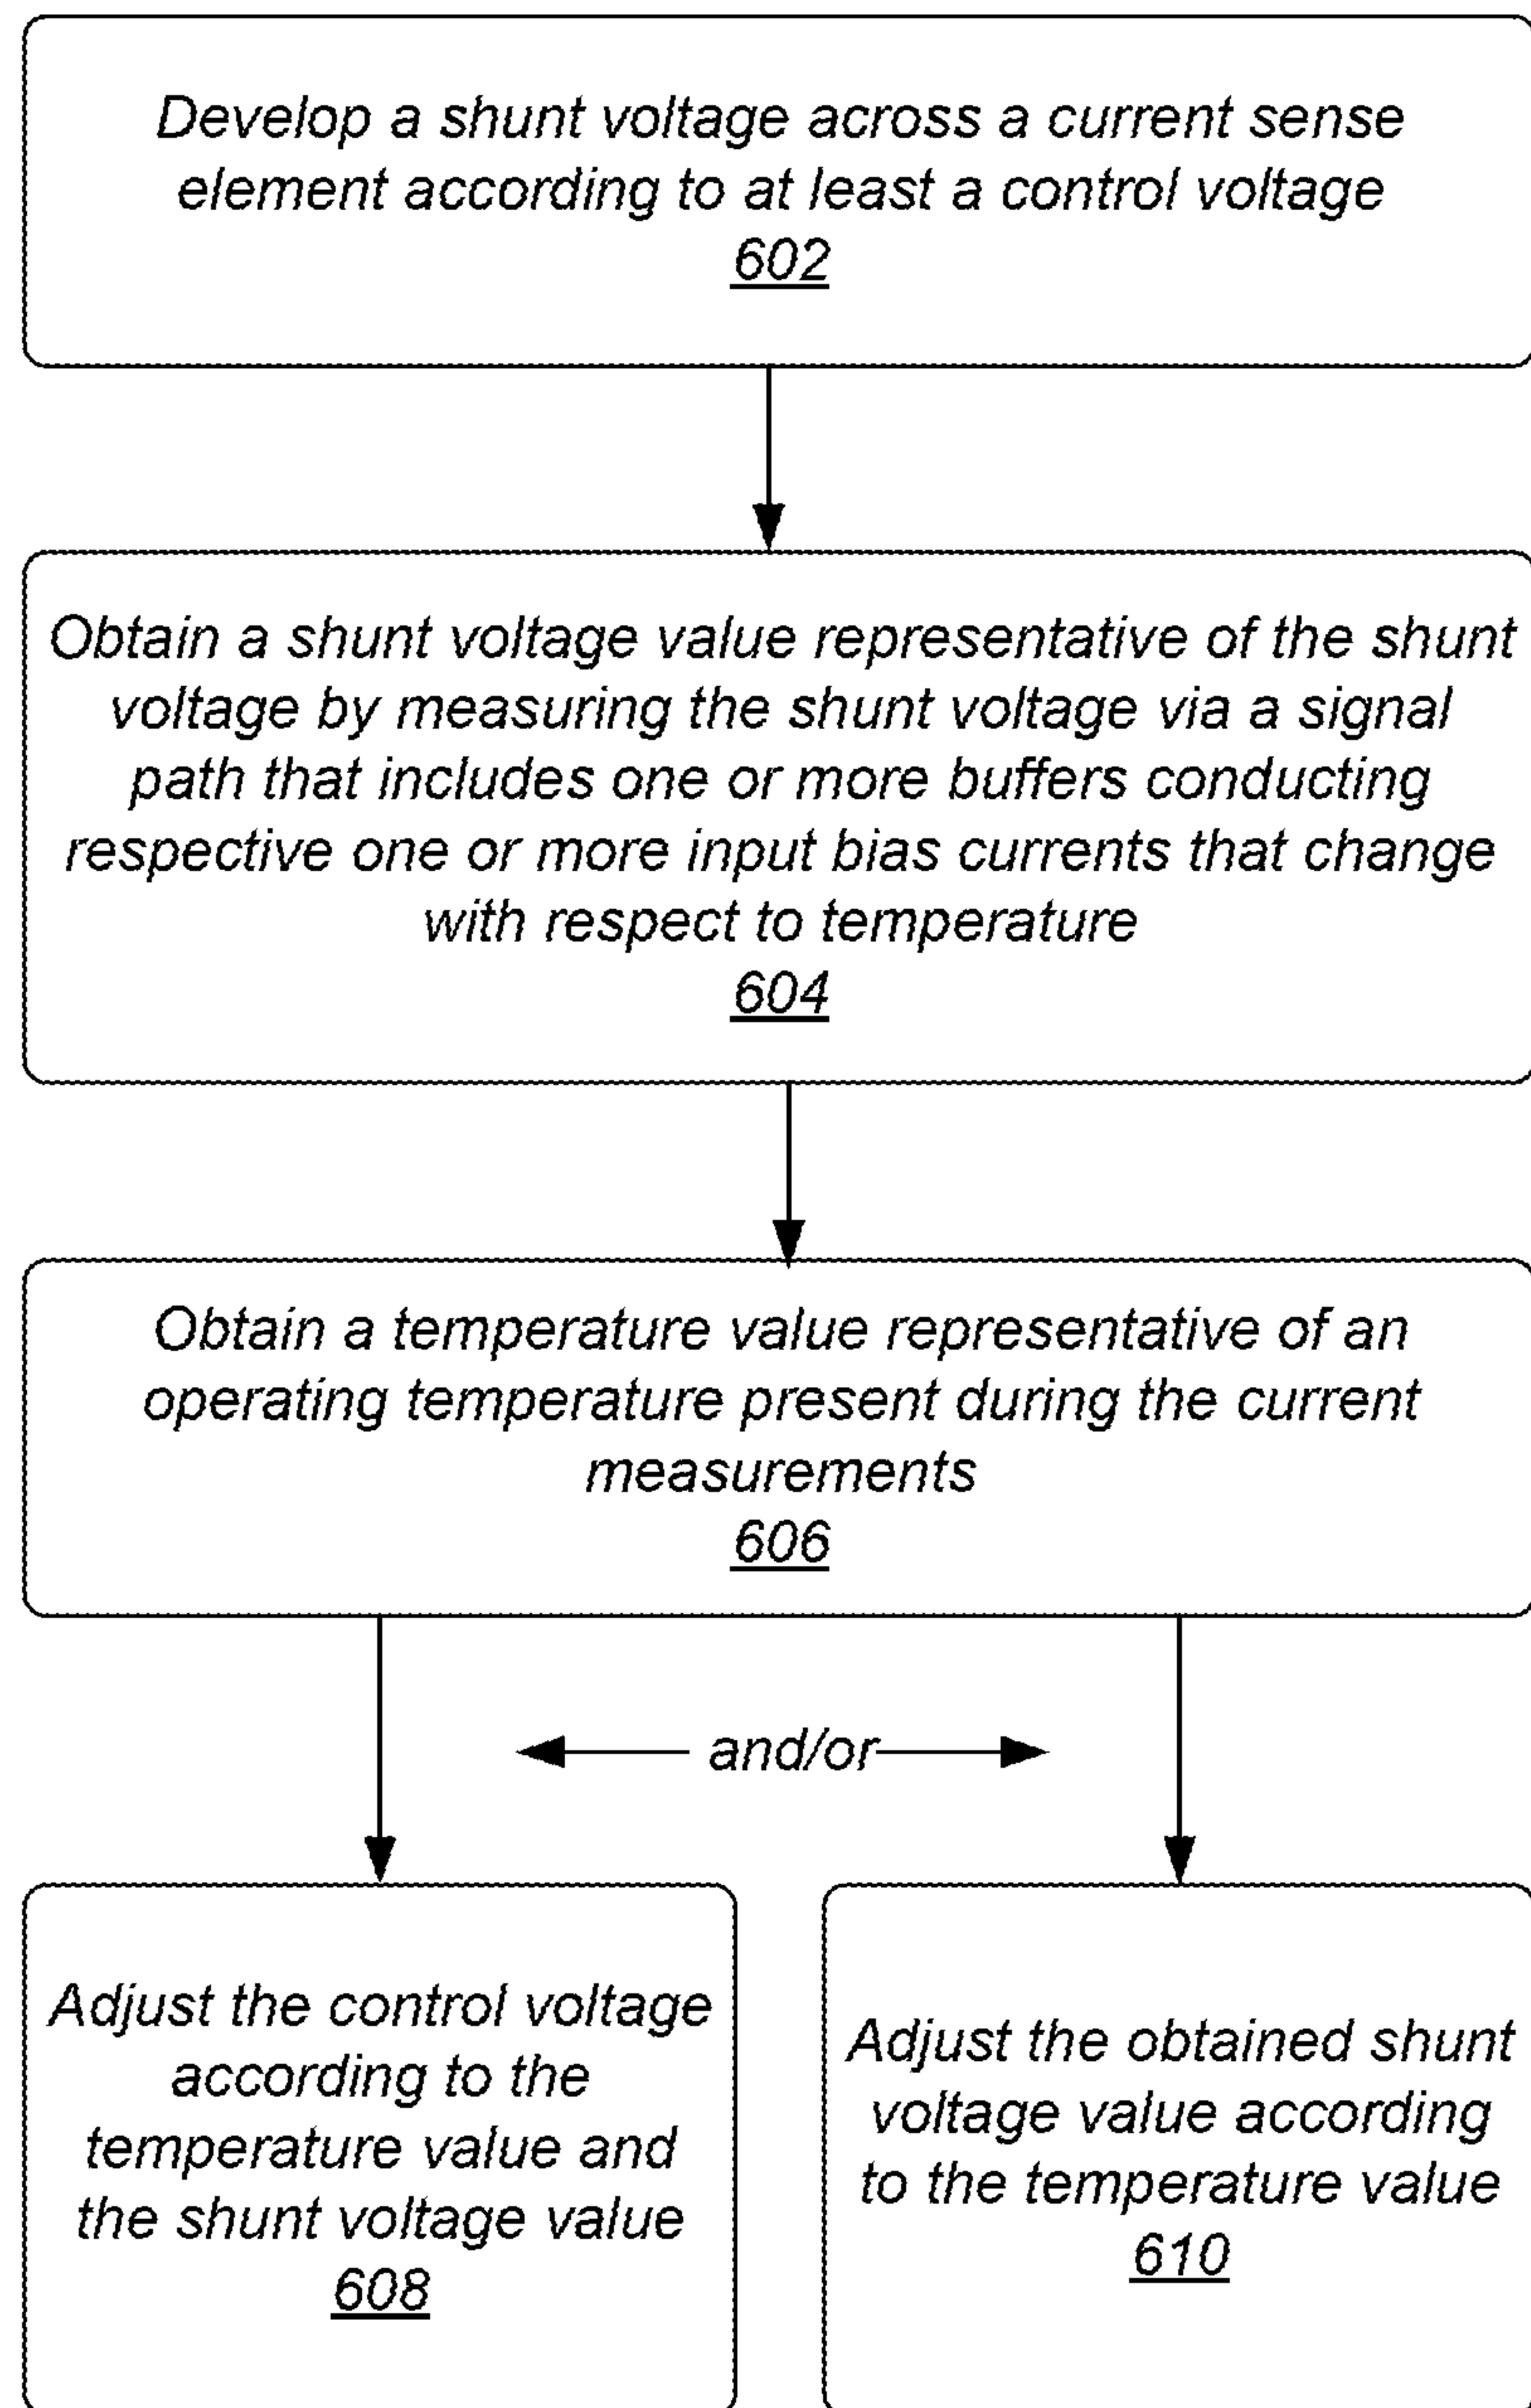 Develop a shunt voltage across a current sense
element according to at least a control voltage
602
Obtain a shunt voltage value representative of the shunt
voltage by measuring the shunt voltage via a signal
path that includes one or more buffers conducting
respective one or more input bias currents that change
with respect to temperature
604
Obtain a temperature value representative of an
operating temperature present during the current
measurements
606
and/or
Adjust the control voltage
according to the
temperature value and
the shunt voltage value
608
Adjust the obtained shunt
voltage value according
to the temperature value
610